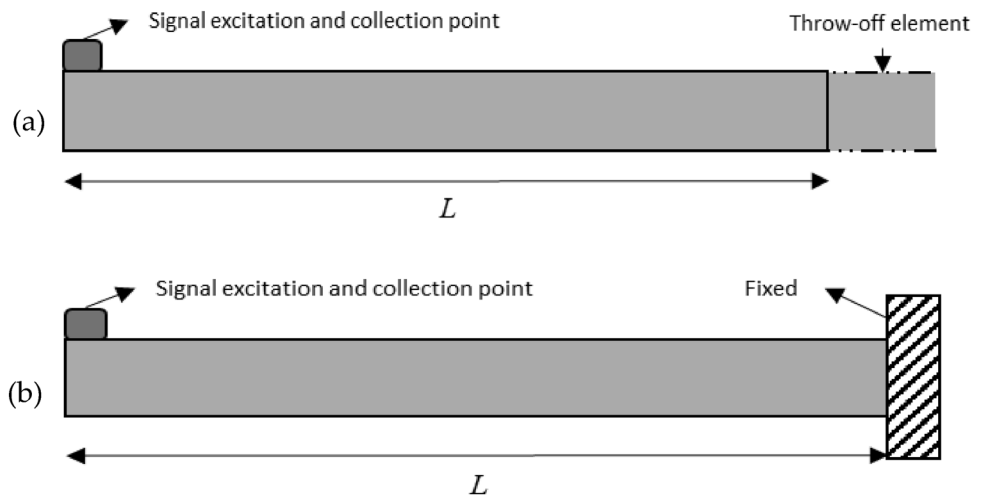 Signal excitation and collection point
Throw-off element
(a)
L
Signal excitation and collection point
Fixed
(b)
L